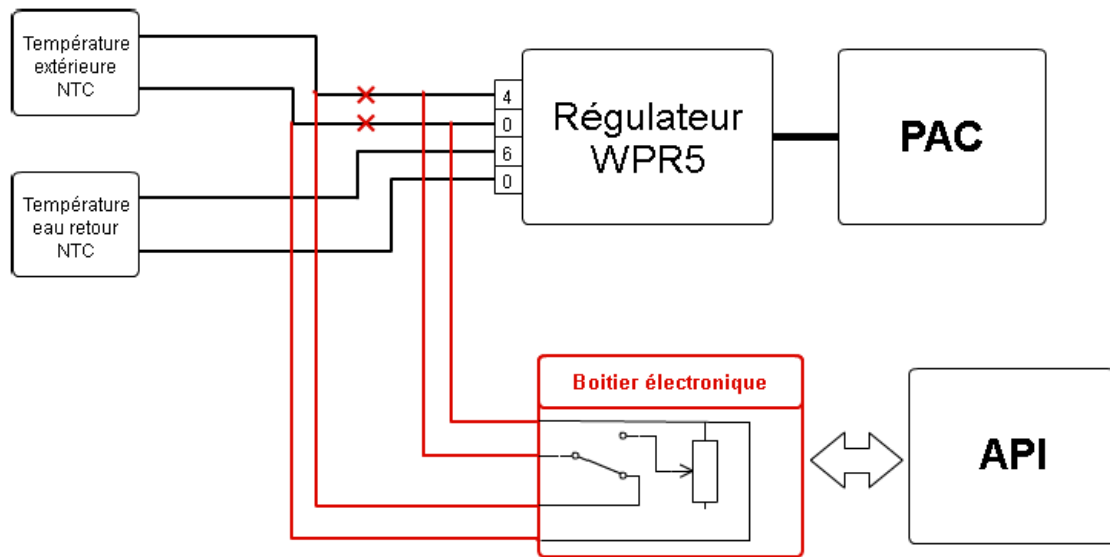 Température
extérieure
NTC
4
0
6
0
Régulateur
WPR5
PAC
Température
eau retour
NTC
Boitier électronique
API